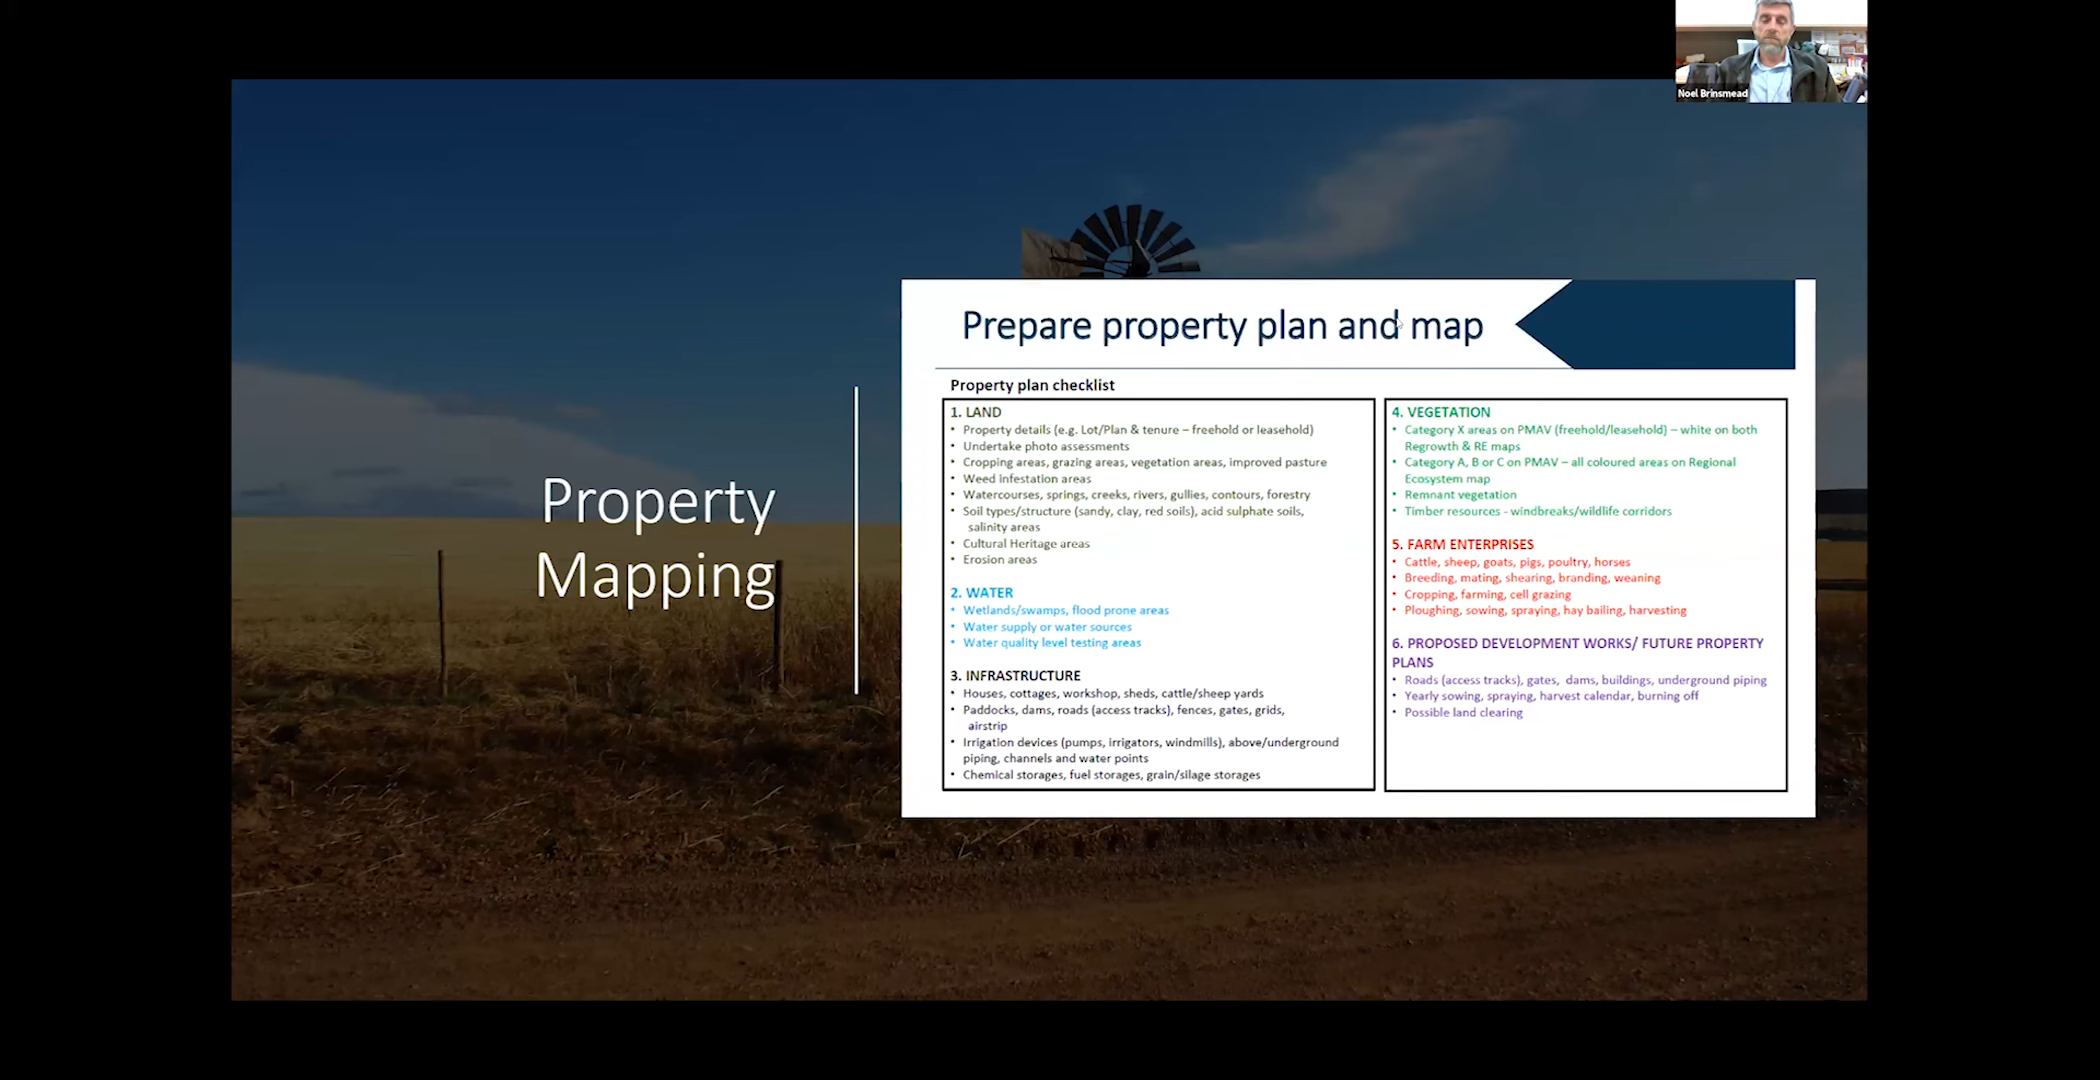 Noel Brinsmead
Property
Mapping
Prepare property plan and map
Property plan checklist
1. LAND
• Property details (e.g. Lot/Plan & tenure – freehold or leasehold)
• Undertake photo assessments
• Cropping areas, grazing areas, vegetation areas, improved pasture
• Weed infestation areas
• Watercourses, springs, creeks, rivers, gullies, contours, forestry
• Soil types/structure (sandy, clay, red soils), acid sulphate soils,
salinity areas
• Cultural Heritage areas
• Erosion areas
2. WATER
• Wetlands/swamps, flood prone areas
• Water supply or water sources
• Water quality level testing areas
3. INFRASTRUCTURE
• Houses, cottages, workshop, sheds, cattle/sheep yards
• Paddocks, dams, roads (access tracks), fences, gates, grids,
airstrip
• Irrigation devices (pumps, irrigators, windmills), above/underground
piping, channels and water points
• Chemical storages, fuel storages, grain/silage storages
4. VEGETATION
• Category X areas on PMAV (freehold/leasehold) – white on both
Regrowth & RE maps
• Category A, B or C on PMAV – all coloured areas on Regional
Ecosystem map
• Remnant vegetation
• Timber resources - windbreaks/wildlife corridors
5. FARM ENTERPRISES
• Cattle, sheep, goats, pigs, poultry, horses
• Breeding, mating, shearing, branding, weaning
• Cropping, farming, cell grazing
• Ploughing, sowing, spraying, hay bailing, harvesting
6. PROPOSED DEVELOPMENT WORKS/ FUTURE PROPERTY
PLANS
• Roads (access tracks), gates, dams, buildings, underground piping
• Yearly sowing, spraying, harvest calendar, burning off
• Possible land clearing